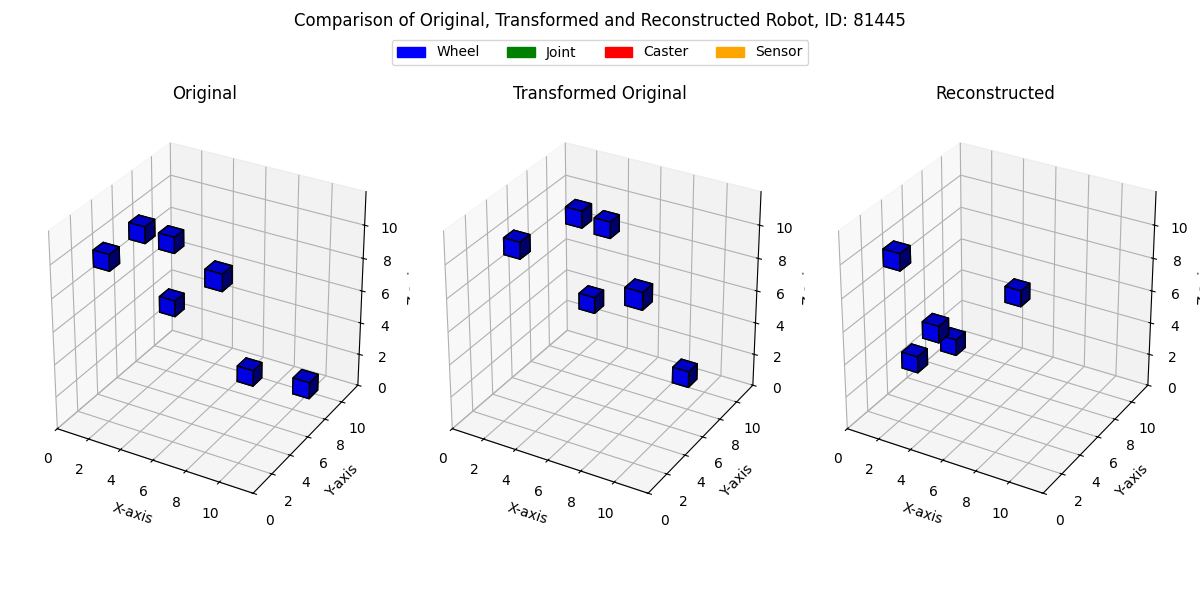 Comparison of Original, Transformed and Reconstructed Robot, ID: 81445
Wheel Joint Caster Sensor
Original Transformed Original Reconstructed
10 10 10
8 8 8
6 6 6
4 4 4
2 2 2
0 0 0
0 2 4 6 8 10 0 2 4 6 8 10 0 2 4 6 8 10
0 2 4 6 8 10 0 2 4 6 8 10 0 2 4 6 8 10
X-axis Y-axis X-axis Y-axis X-axis Y-axis